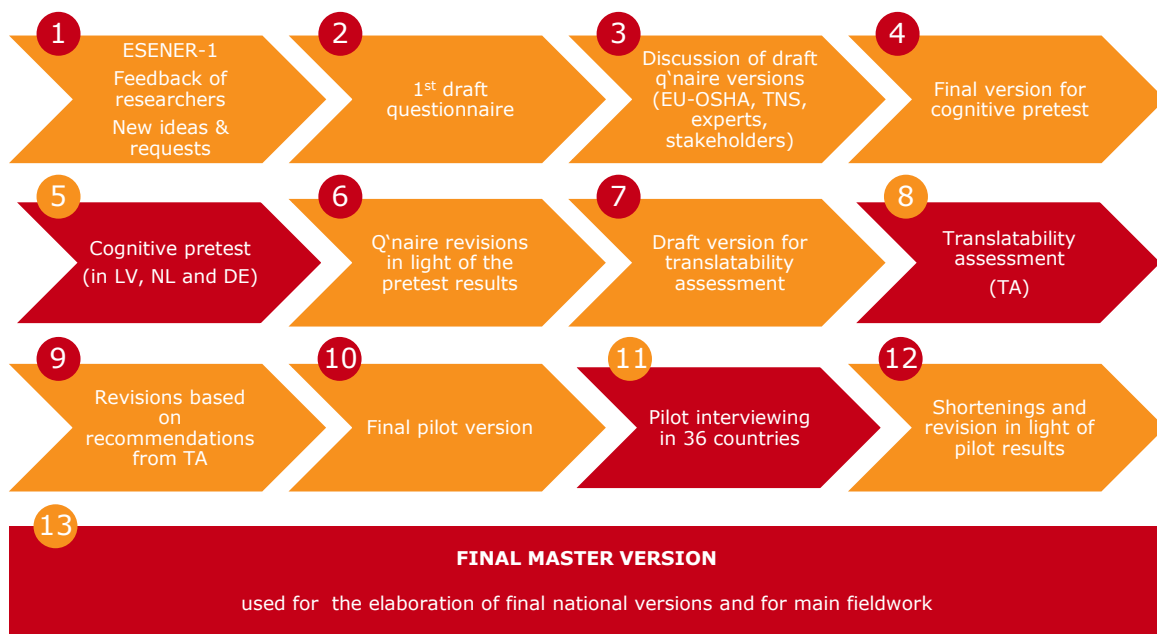 1
ESENER-1
Feedback of
researchers
New ideas &
requests
2
1st draft
questionnaire
3
Discussion of draft
q‘naire versions
(EU-OSHA, TNS,
experts,
stakeholders)
4
Final version for
cognitive pretest
5
Cognitive pretest
(in LV, NL and DE)
6
Q‘naire revisions
in light of the
pretest results
7
Draft version for
translatability
assessment
8
Translatability
assessment
(TA)
9
Revisions based
on
recommendations
from TA
10
Final pilot version
11
Pilot interviewing
in 36 countries
12
Shortenings and
revision in light of
pilot results
13
FINAL MASTER VERSION
used for the elaboration of final national versions and for main fieldwork